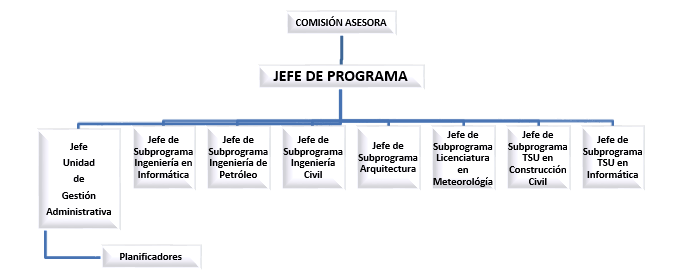 COMISIÓN ASESORA
JEFE DE PROGRAMA
Jefe
Unidad
de
Gestión
Administrativa
Jefe de
Subprograma
Ingeniería en
Informática
Jefe de
Subprograma
Ingeniería de
Petróleo
Jefe de
Subprograma
Ingeniería
Civil
Jefe de
Subprograma
Arquitectura
Jefe de
Subprograma
Licenciatura
en
Meteorológía
Jefe de
Subprograma
TSU en
Construcción
Civil
Jefe de
Subprograma
TSU en
Informática
Planificadores